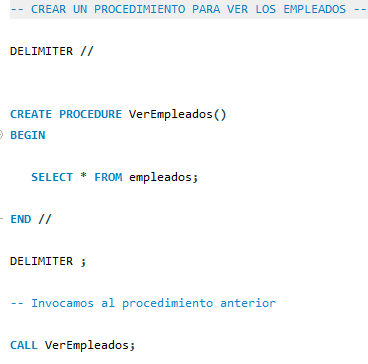 -- CREAR UN PROCEDIMIENTO PARA VER LOS EMPLEADOS --
DELIMITER //
CREATE PROCEDURE VerEmpleados()
BEGIN
SELECT * FROM empleados;
END //
DELIMITER ;
-- Invocamos al procedimiento anterior
CALL VerEmpleados;